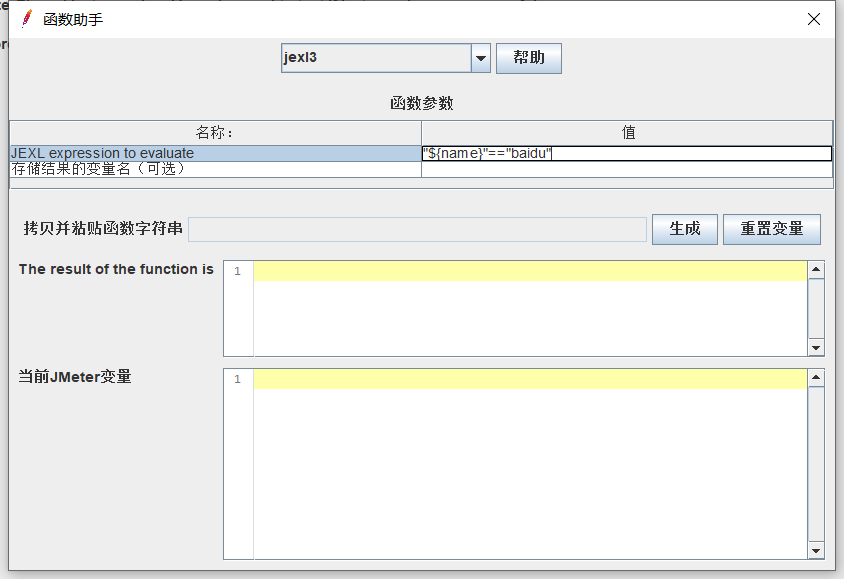 函数助手
jexl3
帮助
函数参数
名称：
值
JEXL expression to evaluate
"${name}"=="baidu"
存储结果的变量名（可选）
拷贝并粘贴函数字符串
生成
重置变量
The result of the function is
1
当前JMeter变量
1